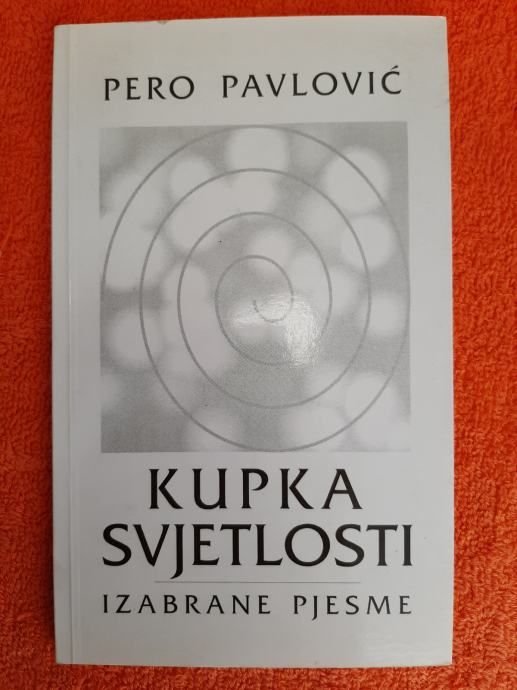 PERO PAVLOVIĆ
KUPKA
SVJETLOSTI
IZABRANE PJESME